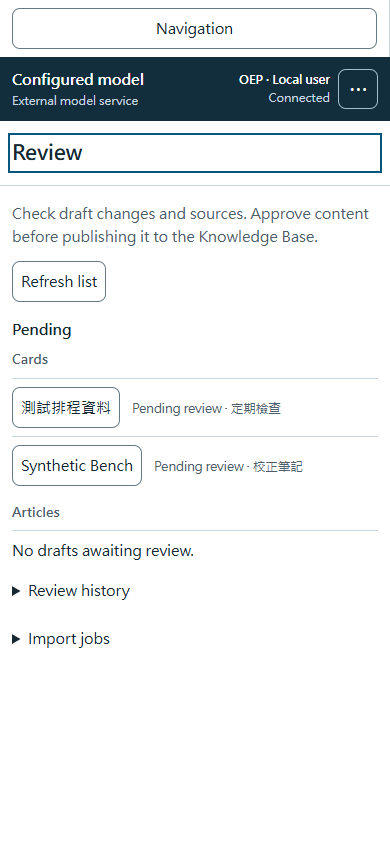 Navigation
Configured model
OEP · Local user
External model service
Connected
Review
Check draft changes and sources. Approve content
before publishing it to the Knowledge Base.
Refresh list
Pending
Cards
測試排程資料 Pending review · 定期檢查
Synthetic Bench Pending review · 校正筆記
Articles
No drafts awaiting review.
Review history
Import jobs